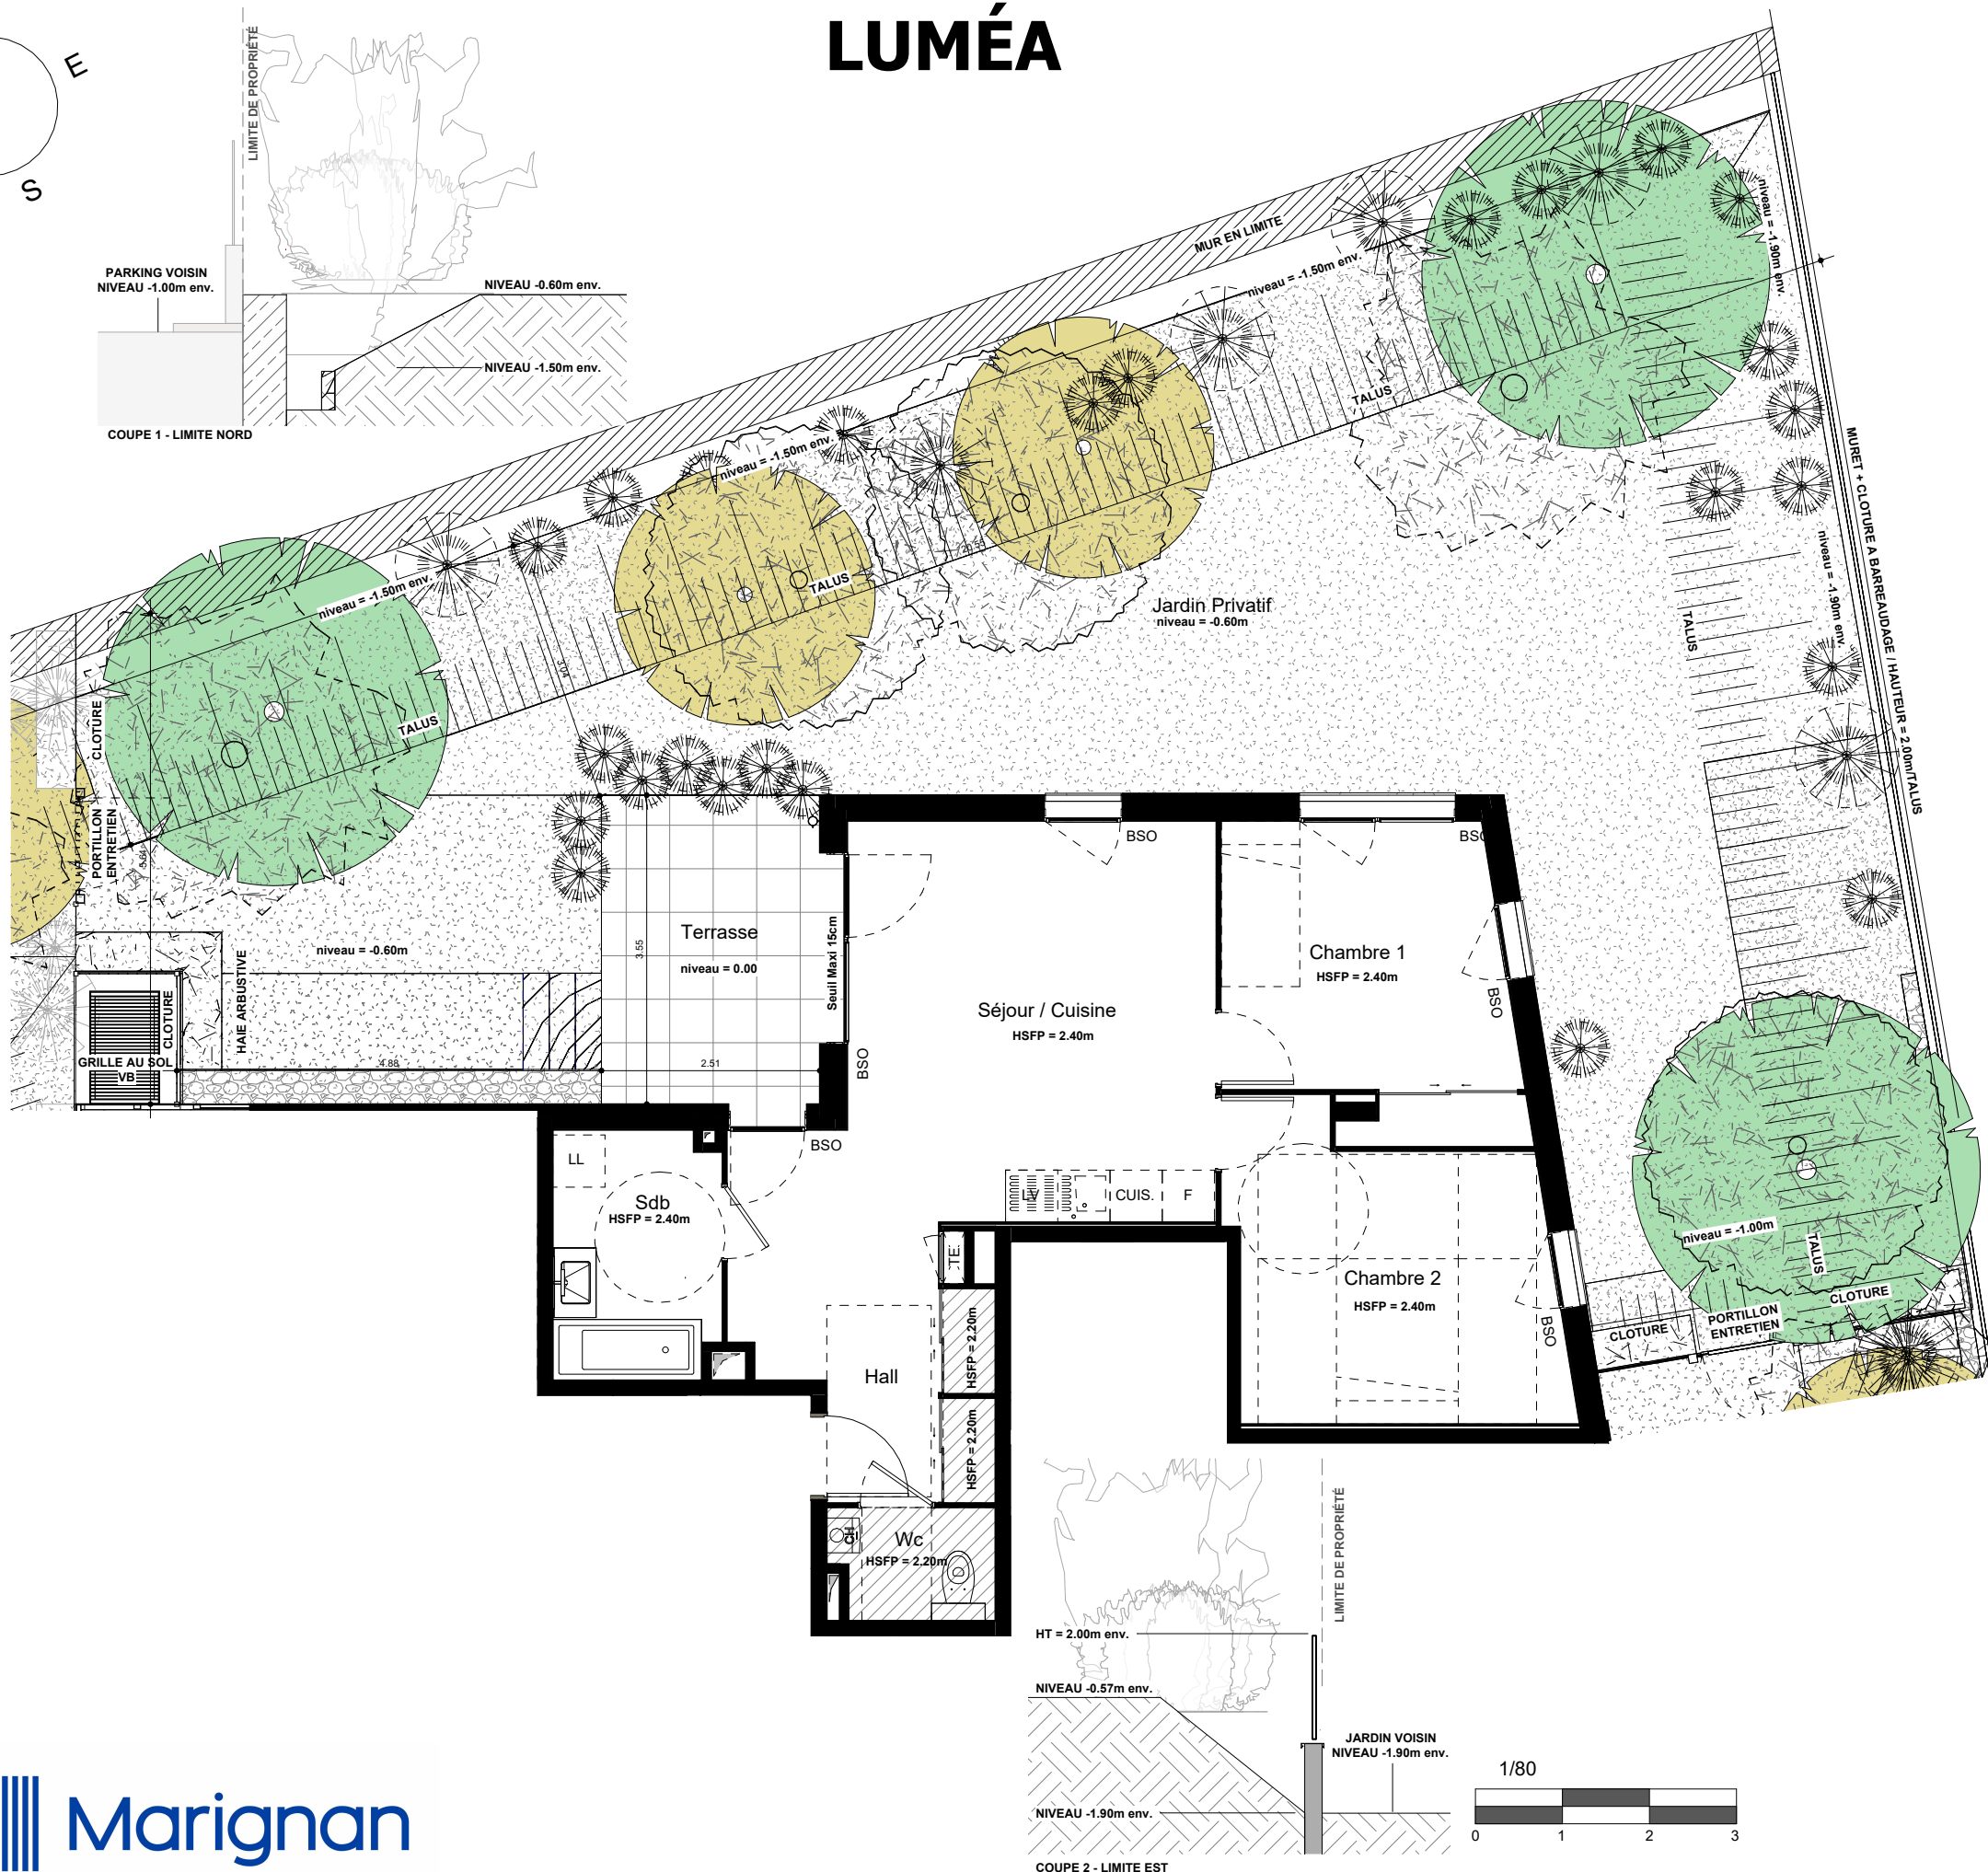 LUMÉA
E
S
LIMITE DE PROPRIÉTÉ
PARKING VOISIN
NIVEAU -1.00m env.
NIVEAU -0.60m env.
NIVEAU -1.50m env.
COUPE 1 - LIMITE NORD
MUR EN LIMITE
niveau = -1.50m env.
niveau = -1.90m env.
TALUS
niveau = -1.50m env.
TALUS
niveau = -1.50m env.
TALUS
MURET + CLOTURE A BARREAUDAGE / HAUTEUR = 2.00m/TALUS
niveau = -1.90m env.
TALUS
Jardin Privatif
niveau = -0.60m
3.04
CLOTURE
PORTILLON
ENTRETIEN
niveau = -0.60m
HAIE ARBUSTIVE
CLOTURE
GRILLE AU SOL
VB
4.88
2.51
3.55
Terrasse
niveau = 0.00
Seuil Maxi 15cm
BSO
BSO
BSO
BSO
Séjour / Cuisine
HSFP = 2.40m
Chambre 1
HSFP = 2.40m
BSO
LL
Sdb
HSFP = 2.40m
LV
CUIS.
F
T.E.
Chambre 2
HSFP = 2.40m
BSO
niveau = -1.00m
TALUS
CLOTURE
PORTILLON
ENTRETIEN
CLOTURE
Hall
HSFP = 2.20m
HSFP = 2.20m
CH
Wc
HSFP = 2.20m
LIMITE DE PROPRIÉTÉ
HT = 2.00m env.
NIVEAU -0.57m env.
JARDIN VOISIN
NIVEAU -1.90m env.
NIVEAU -1.90m env.
COUPE 2 - LIMITE EST
1/80
0 1 2 3
Marignan